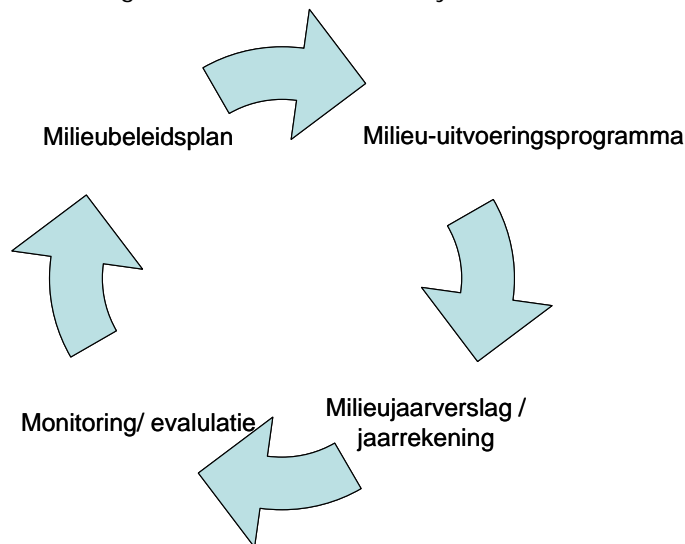 Milieubeleidsplan
Milieu-uitvoeringsprogramma
Monitoring/ evalulatie
Milieujaarverslag /
jaarrekening